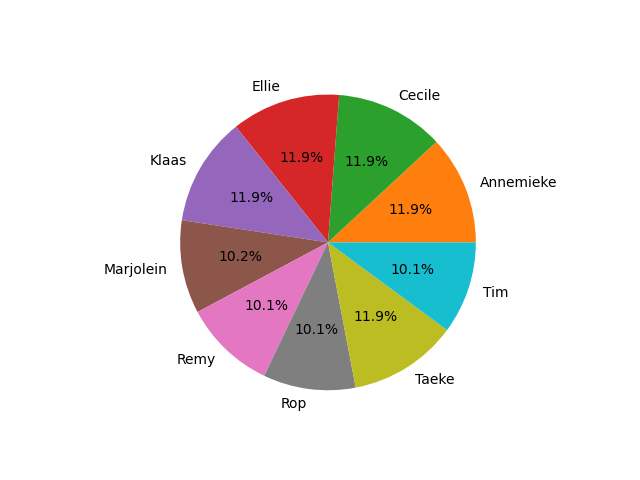 Ellie
Cecile
Klaas
11.9%
11.9%
Annemieke
11.9%
11.9%
Marjolein
10.2%
10.1%
Tim
10.1%
11.9%
10.1%
Remy
Taeke
Rop